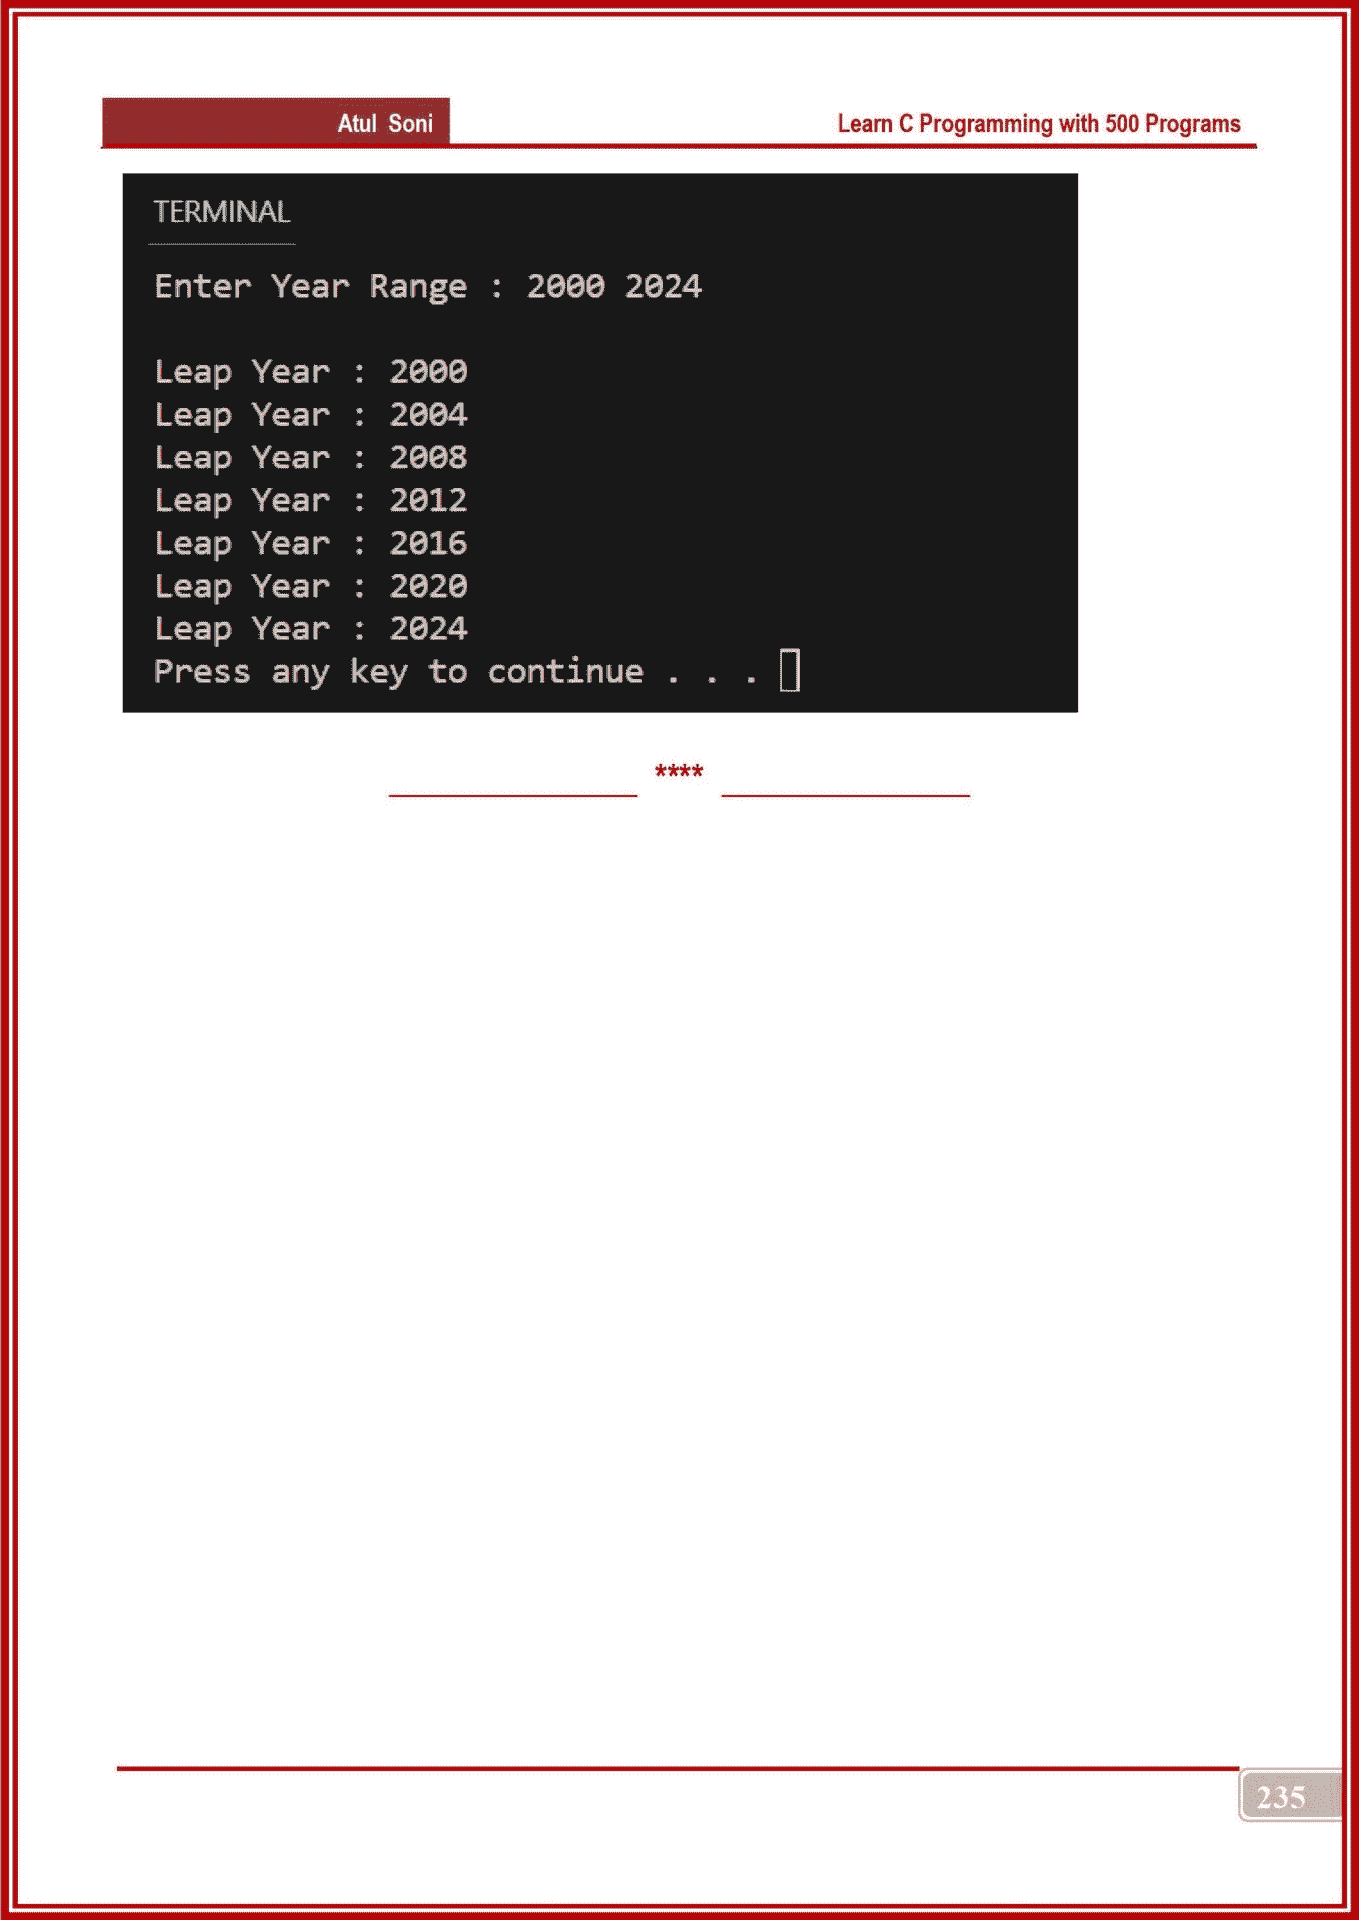 Atul Soni
Learn C Programming with 500 Programs
TERMINAL
Enter Year Range : 2000 2024
Leap Year : 2000
Leap Year : 2004
Leap Year : 2008
Leap Year : 2012
Leap Year : 2016
Leap Year : 2020
Leap Year : 2024
Press any key to continue . . .
****
235